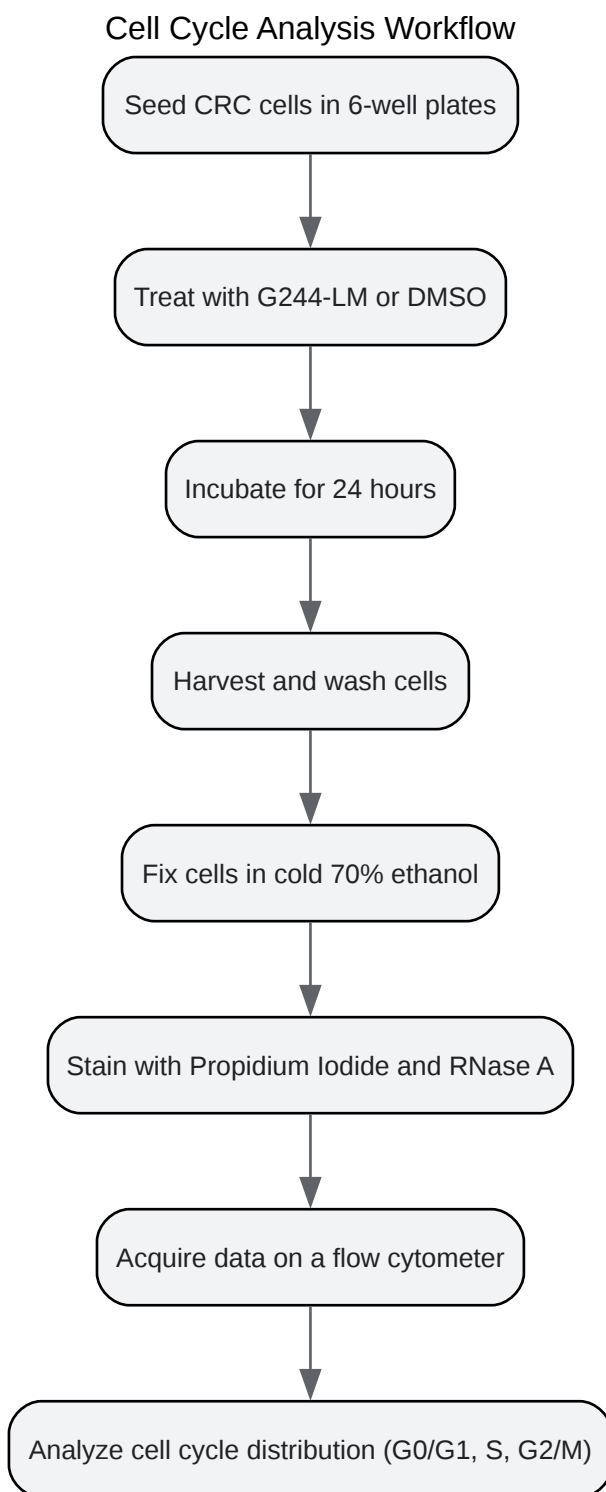 Cell Cycle Analysis Workflow
Seed CRC cells in 6-well plates
Treat with G244-LM or DMSO
Incubate for 24 hours
Harvest and wash cells
Fix cells in cold 70% ethanol
Stain with Propidium Iodide and RNase A
Acquire data on a flow cytometer
Analyze cell cycle distribution (G0/G1, S, G2/M)